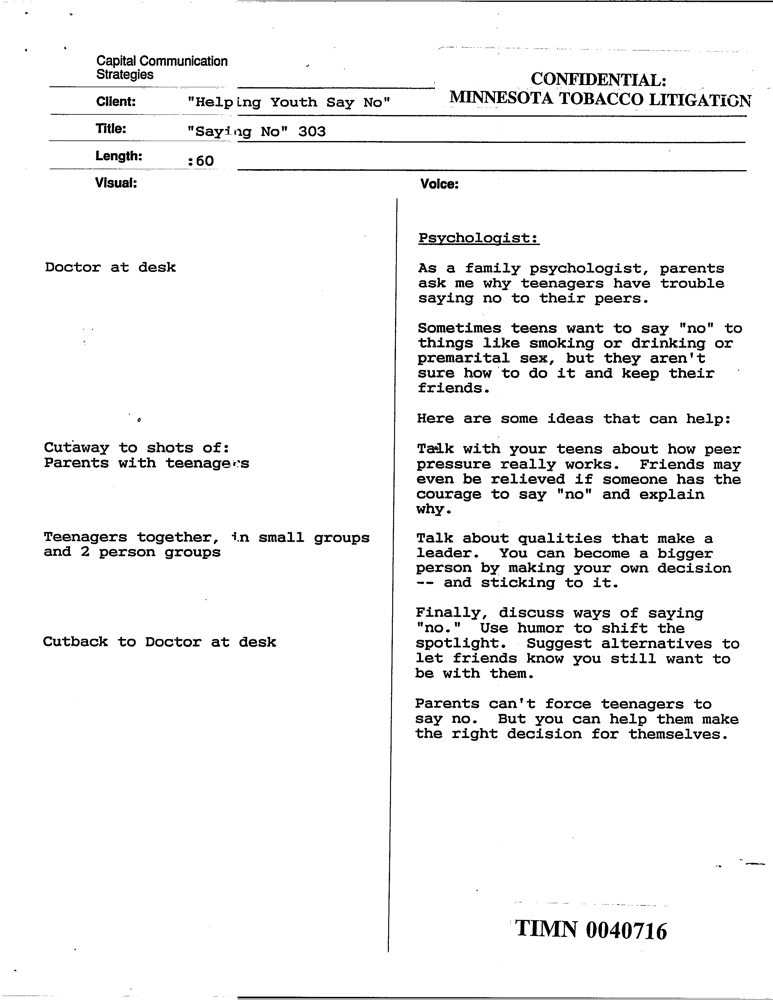 Capital Communication
Strategies
CONFIDENTIAL:
MINNESOTA TOBACCO LITIGATION
Client: "Helping Youth Say No"
Title: "Saying No" 303
Length: :60
Visual: Voice:
Psychologist:
Doctor at desk
As a family psychologist, parents
ask me why teenagers have trouble
saying no to their peers.
Sometimes teens want to say "no" to
things like smoking or drinking or
premarital sex, but they aren't
sure how to do it and keep their
friends.
Here are some ideas that can help:
Cutaway to shots of:
Parents with teenagers
Talk with your teens about how peer
pressure really works. Friends may
even be relieved if someone has the
courage to say "no" and explain
why.
Teenagers together, in small groups
and 2 person groups
Talk about qualities that make a
leader. You can become a bigger
person by making your own decision
-- and sticking to it.
Finally, discuss ways of saying
"no." Use humor to shift the
spotlight. Suggest alternatives to
let friends know you still want to
be with them.
Cutback to Doctor at desk
Parents can't force teenagers to
say no. But you can help them make
the right decision for themselves.
TIMN 0040716